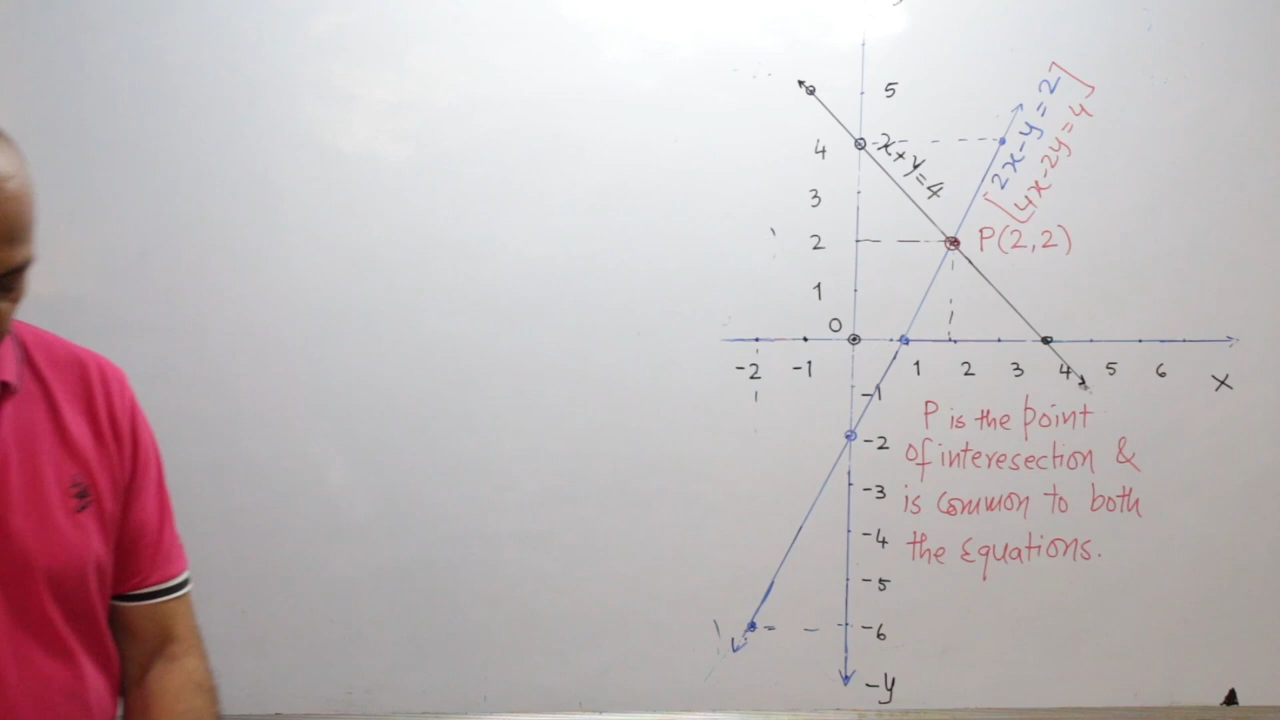 5
4
3
2
1
0
x+y=4
[2x-y=2
4x-2y=4]
P(2,2)
-2 -1 1 2 3 4 5 6 X
-1
-2
-3
-4
-5
-6
-y
P is the point
of interesection &
is common to both
the Equations.